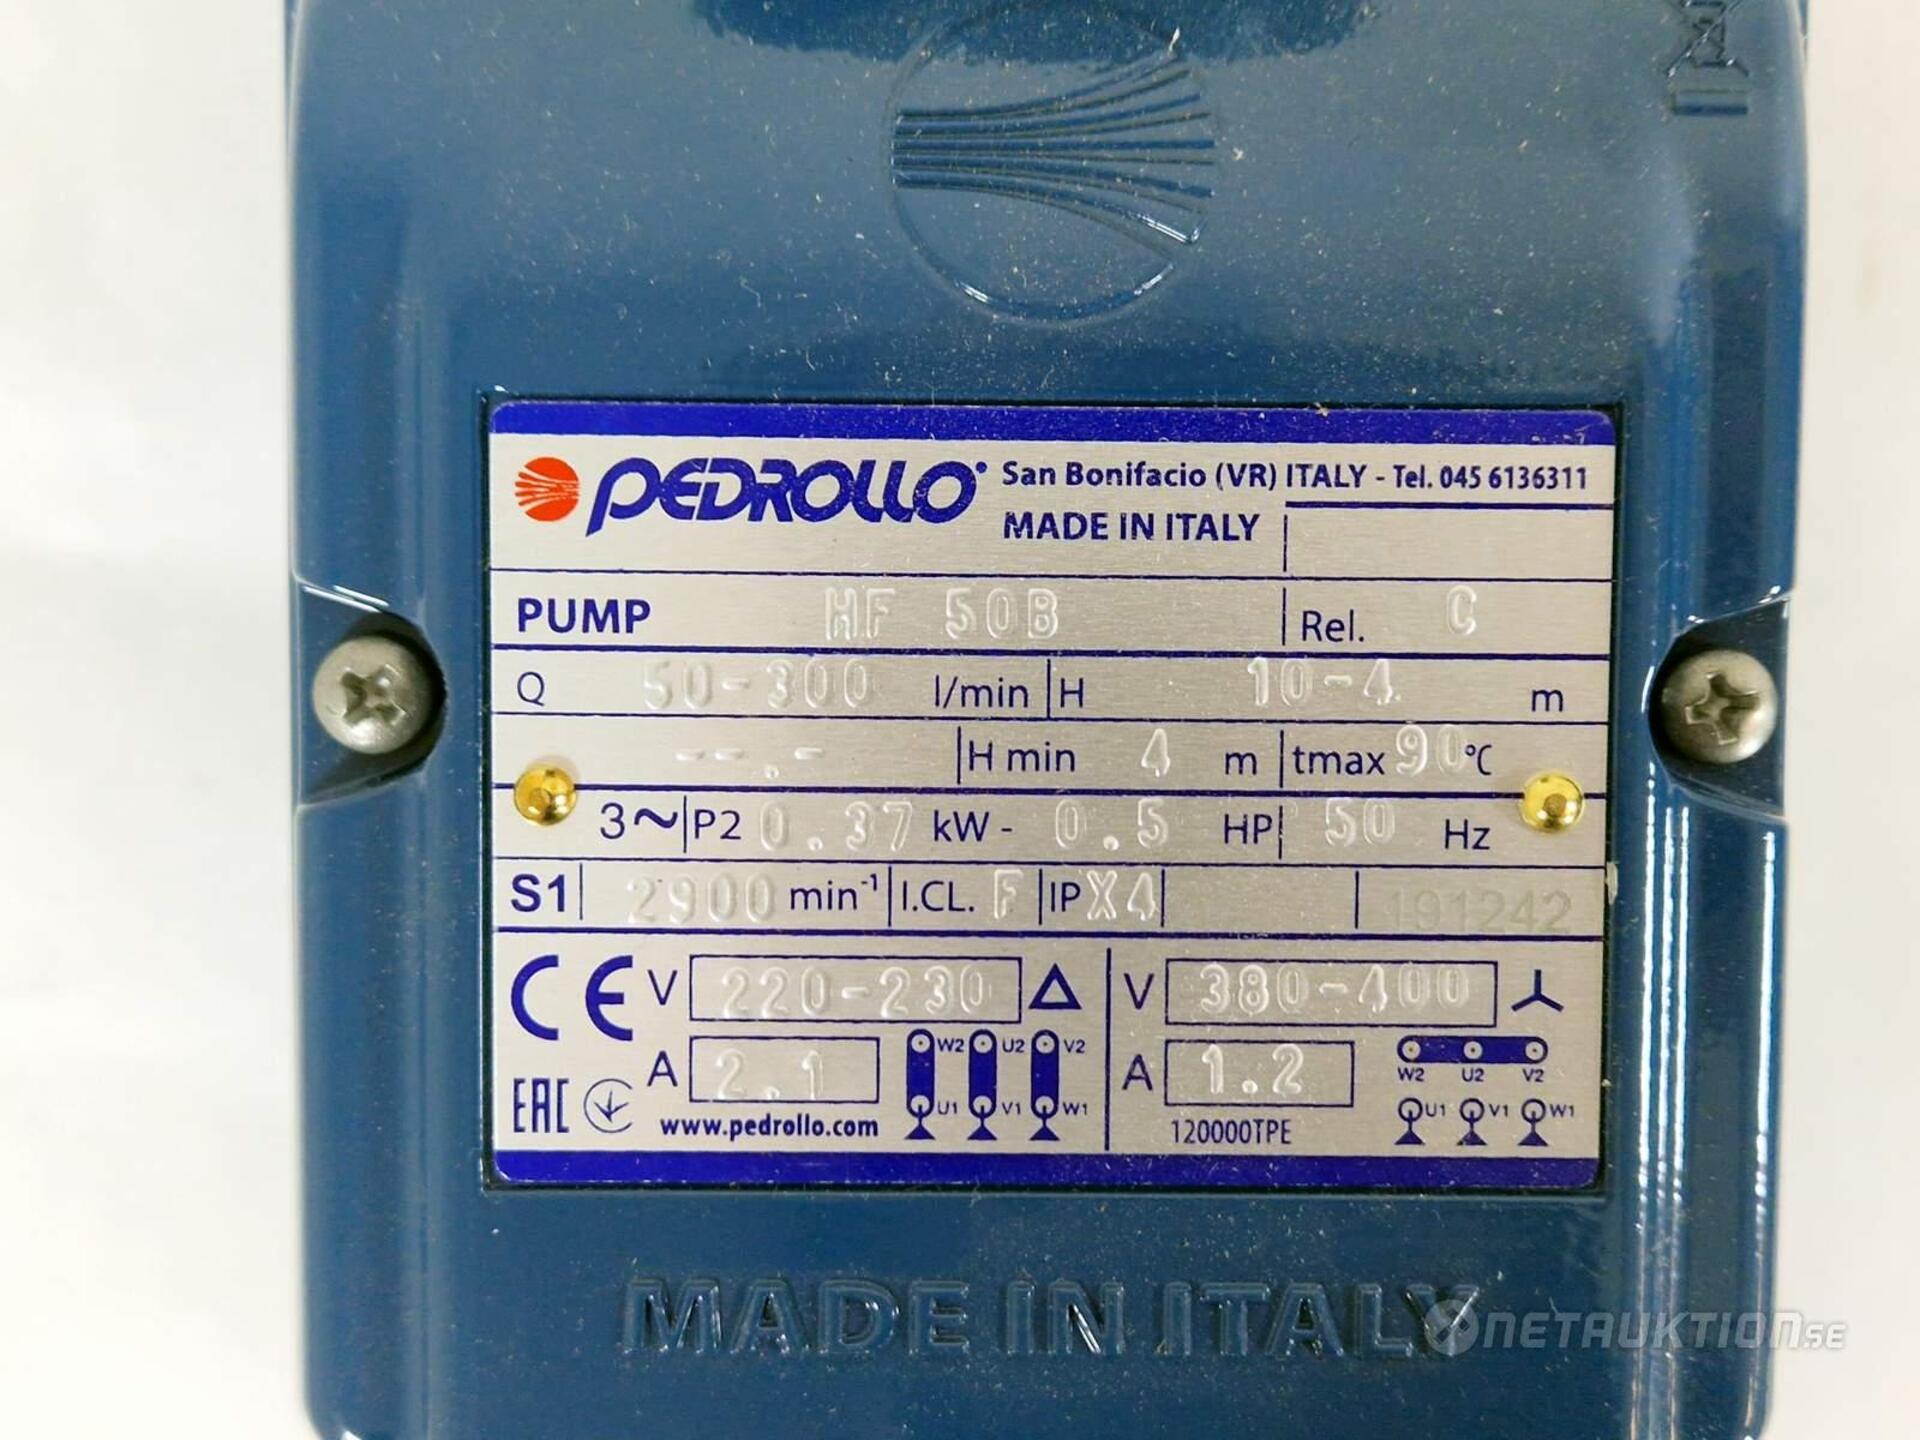 PEDROLLO San Bonifacio (VR) ITALY - Tel. 045 6136311
MADE IN ITALY
PUMP HF 50B Rel. C
Q 50-300 l/min H 10-4 m
--.- H min 4 m tmax 90 °C
3~ P2 0.37 kW - 0.5 HP 50 Hz
S1 2900 min⁻¹ I.CL. F IP X4 191242
CE V 220-230 Δ V 380-400
A 2.1 W2 U2 V2 A 1.2 W2 U2 V2
EAC www.pedrollo.com U1 V1 W1 120000TPE U1 V1 W1
MADE IN ITALY
NETAUKTION.SE